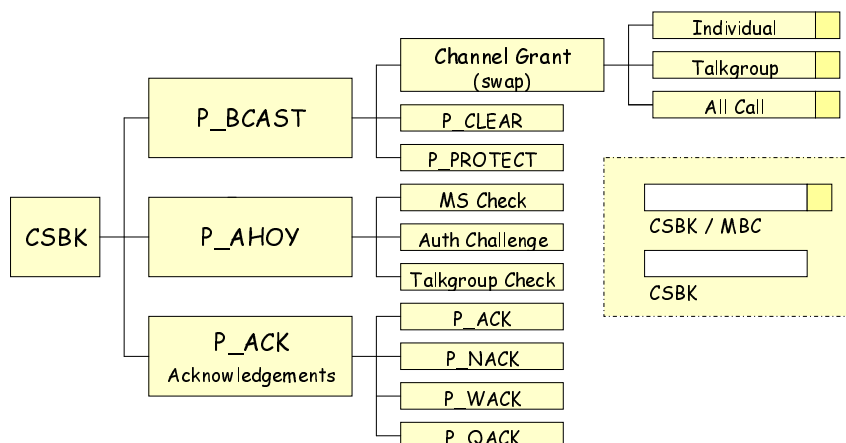 CSBK
P_BCAST
Channel Grant
(swap)
Individual
Talkgroup
All Call
P_CLEAR
P_PROTECT
P_AHOY
MS Check
Auth Challenge
Talkgroup Check
P_ACK
Acknowledgements
P_ACK
P_NACK
P_WACK
P_QACK
CSBK / MBC
CSBK